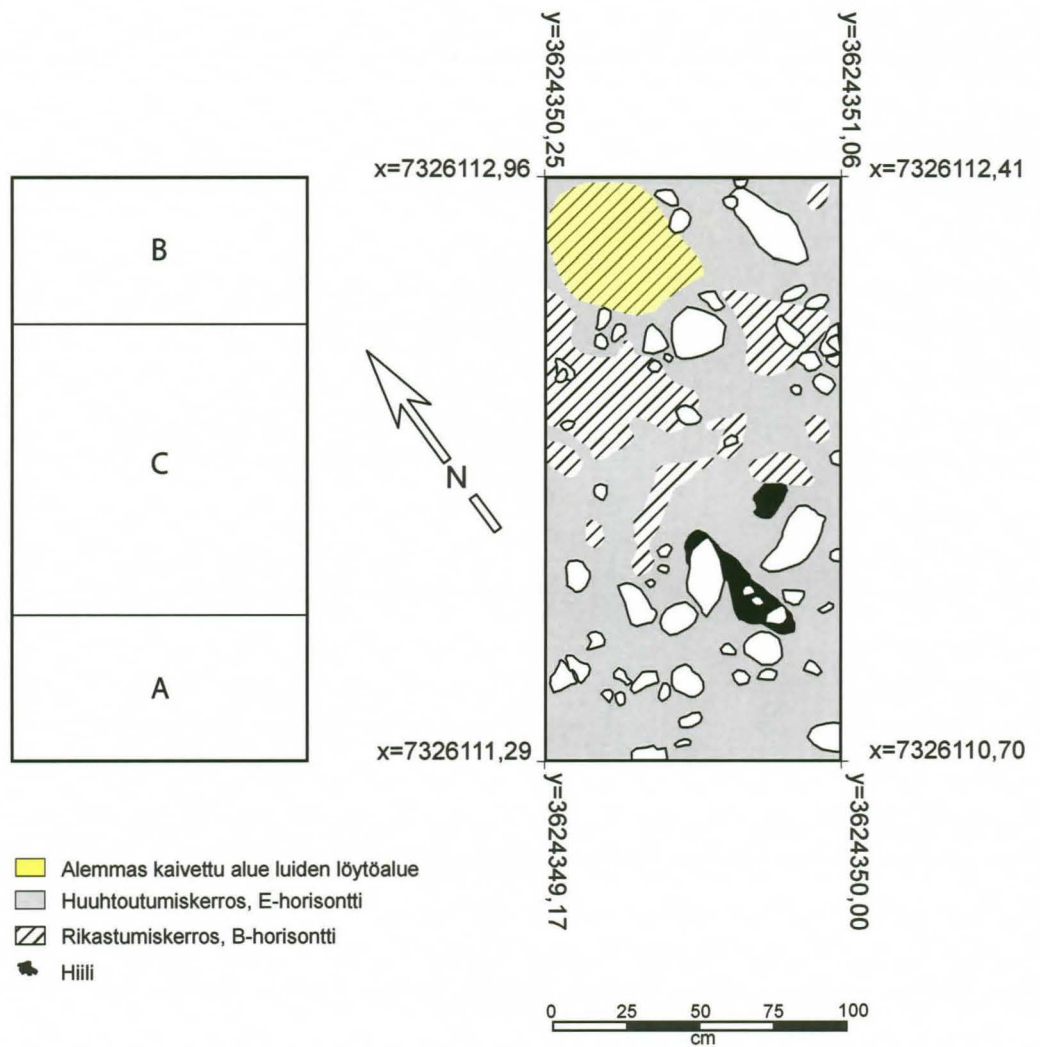 y=3624350,25
y=3624351,06
x=7326112,96
x=7326112,41
B
C
N
A
x=7326111,29
x=7326110,70
y=3624349,17
y=3624350,00
Alemmas kaivettu alue luiden löytöalue
Huuhtoutumiskerros, E-horisontti
Rikastumiskerros, B-horisontti
Hiili
0 25 50 75 100
cm